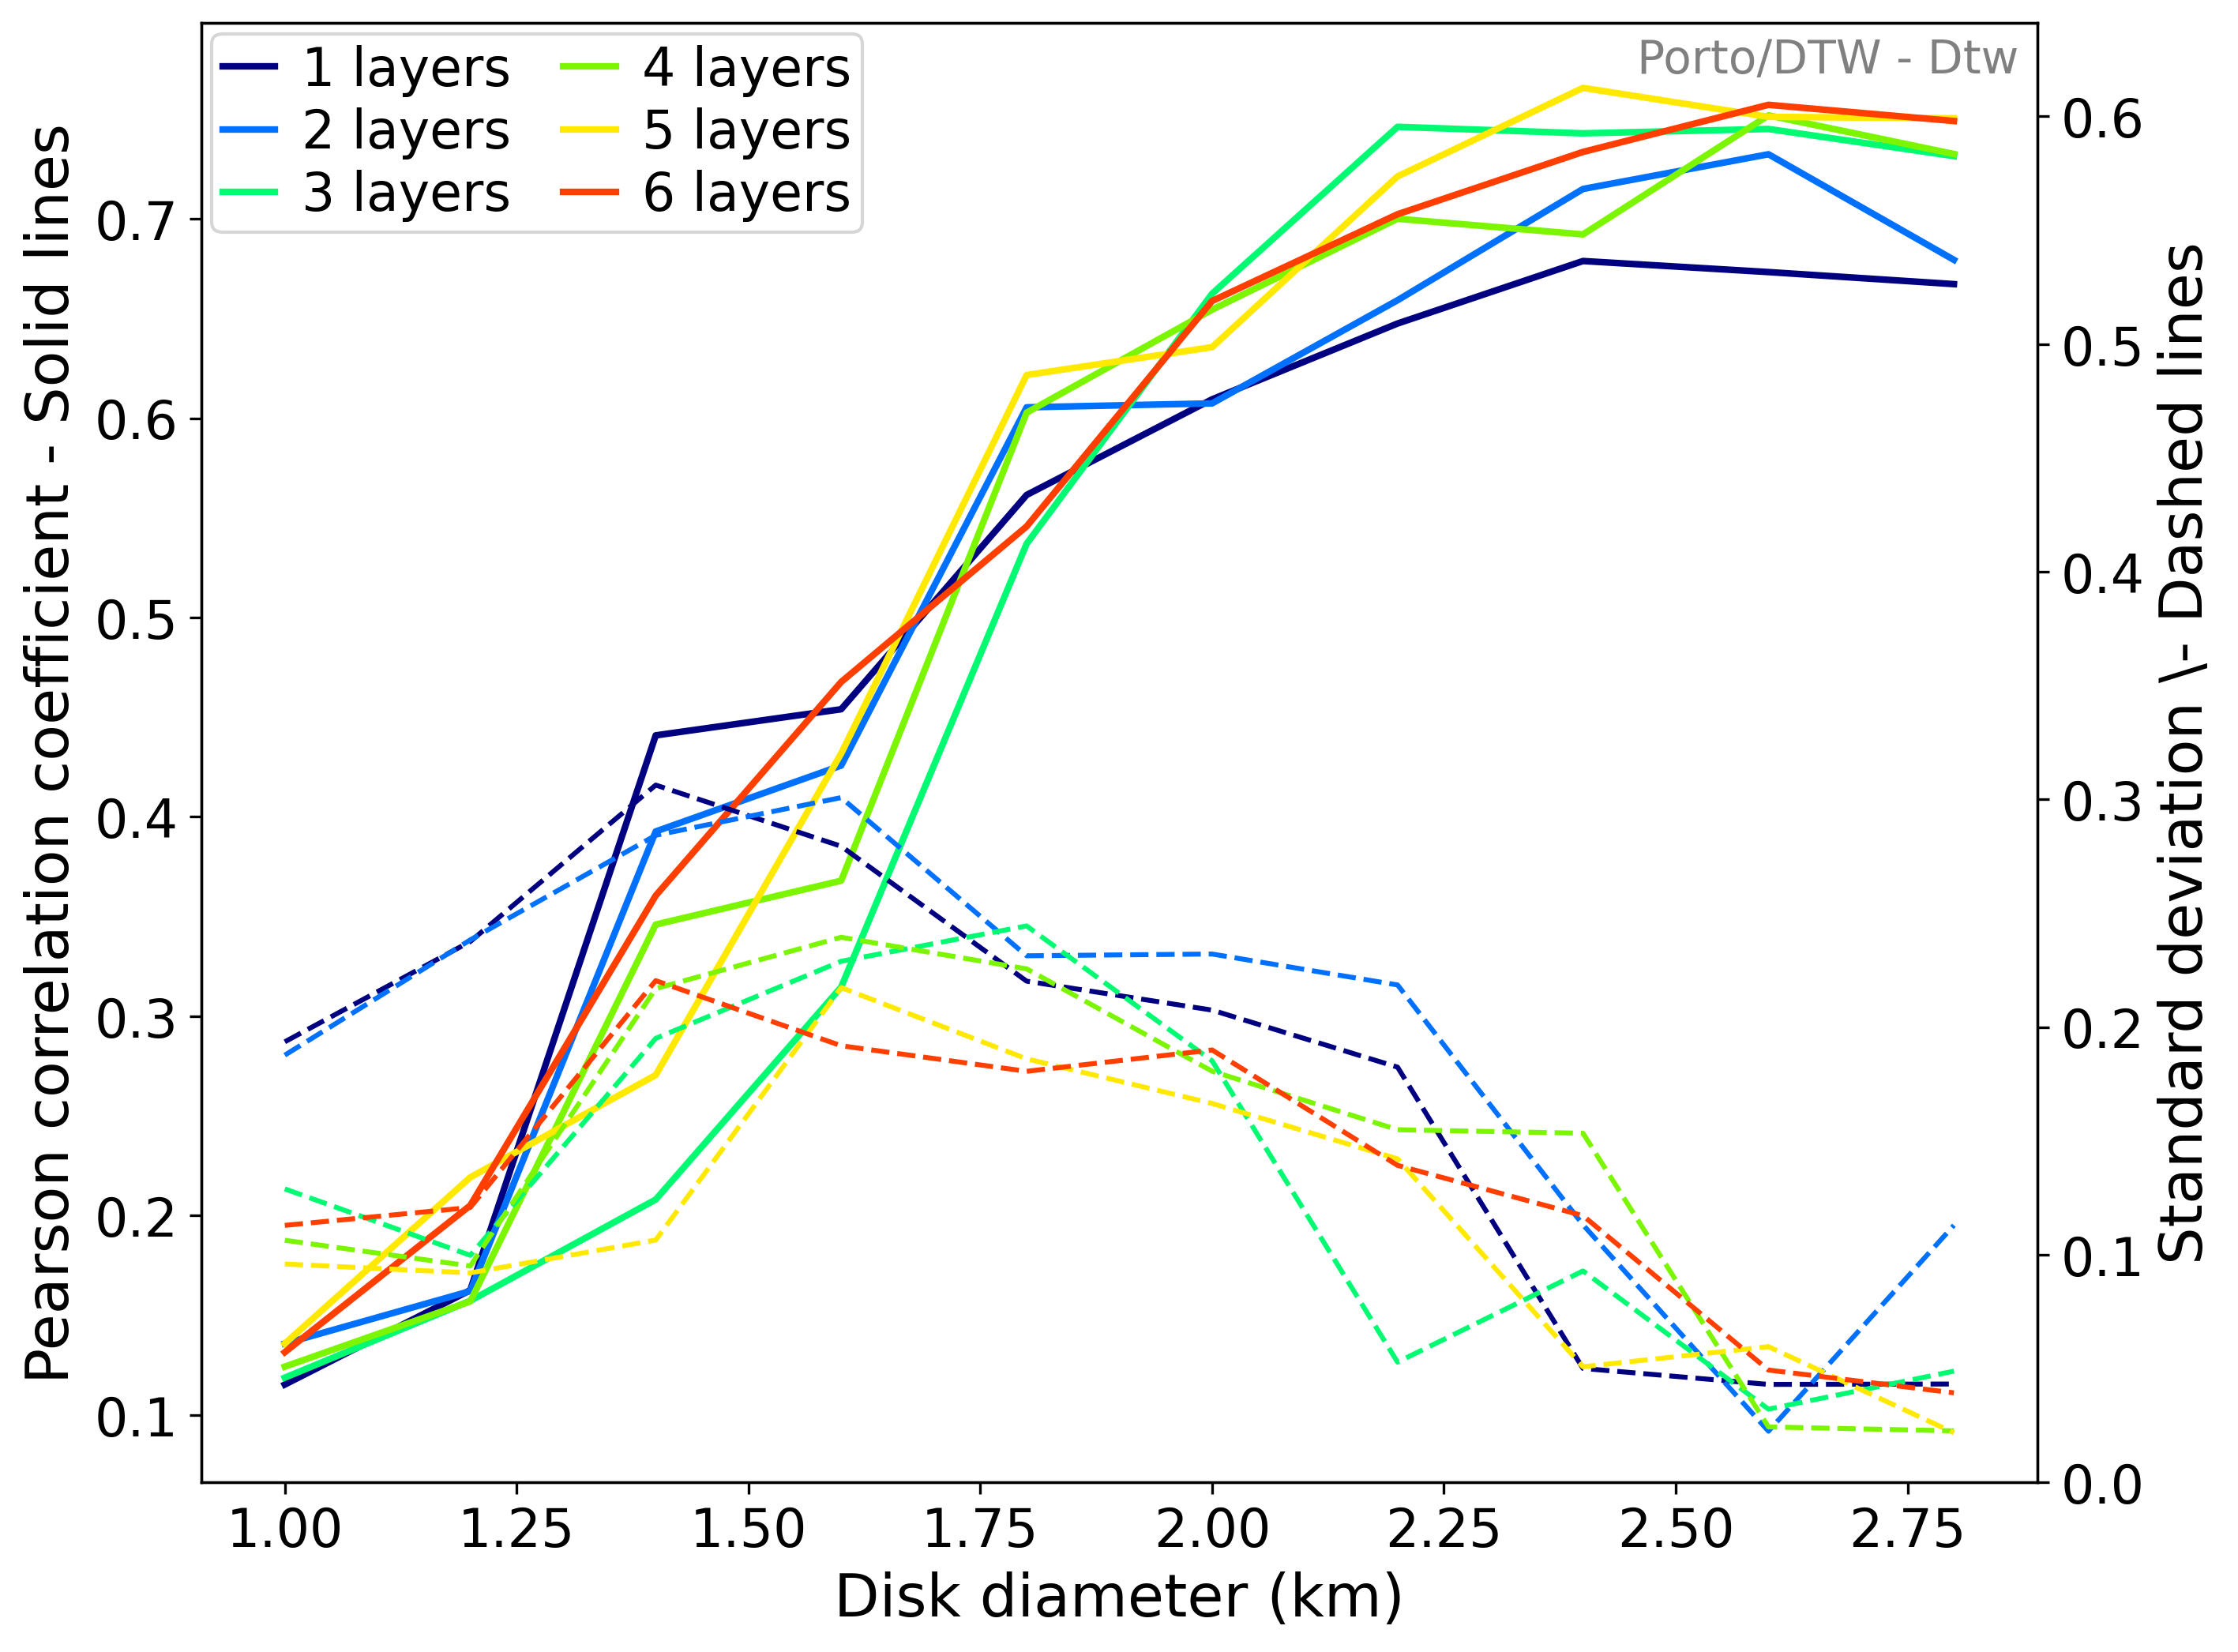 Porto/DTW - Dtw
1 layers
2 layers
3 layers
4 layers
5 layers
6 layers
Pearson correlation coefficient - Solid lines
0.7
0.6
0.5
0.4
0.3
0.2
0.1
Standard deviation \- Dashed lines
0.6
0.5
0.4
0.3
0.2
0.1
0.0
1.00 1.25 1.50 1.75 2.00 2.25 2.50 2.75
Disk diameter (km)